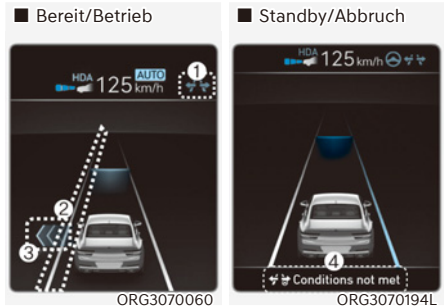 ■ Bereit/Betrieb
HDA 125 km/h AUTO
1
2
3
ORG3070060
■ Standby/Abbruch
HDA 125 km/h
4
Conditions not met
ORG3070194L